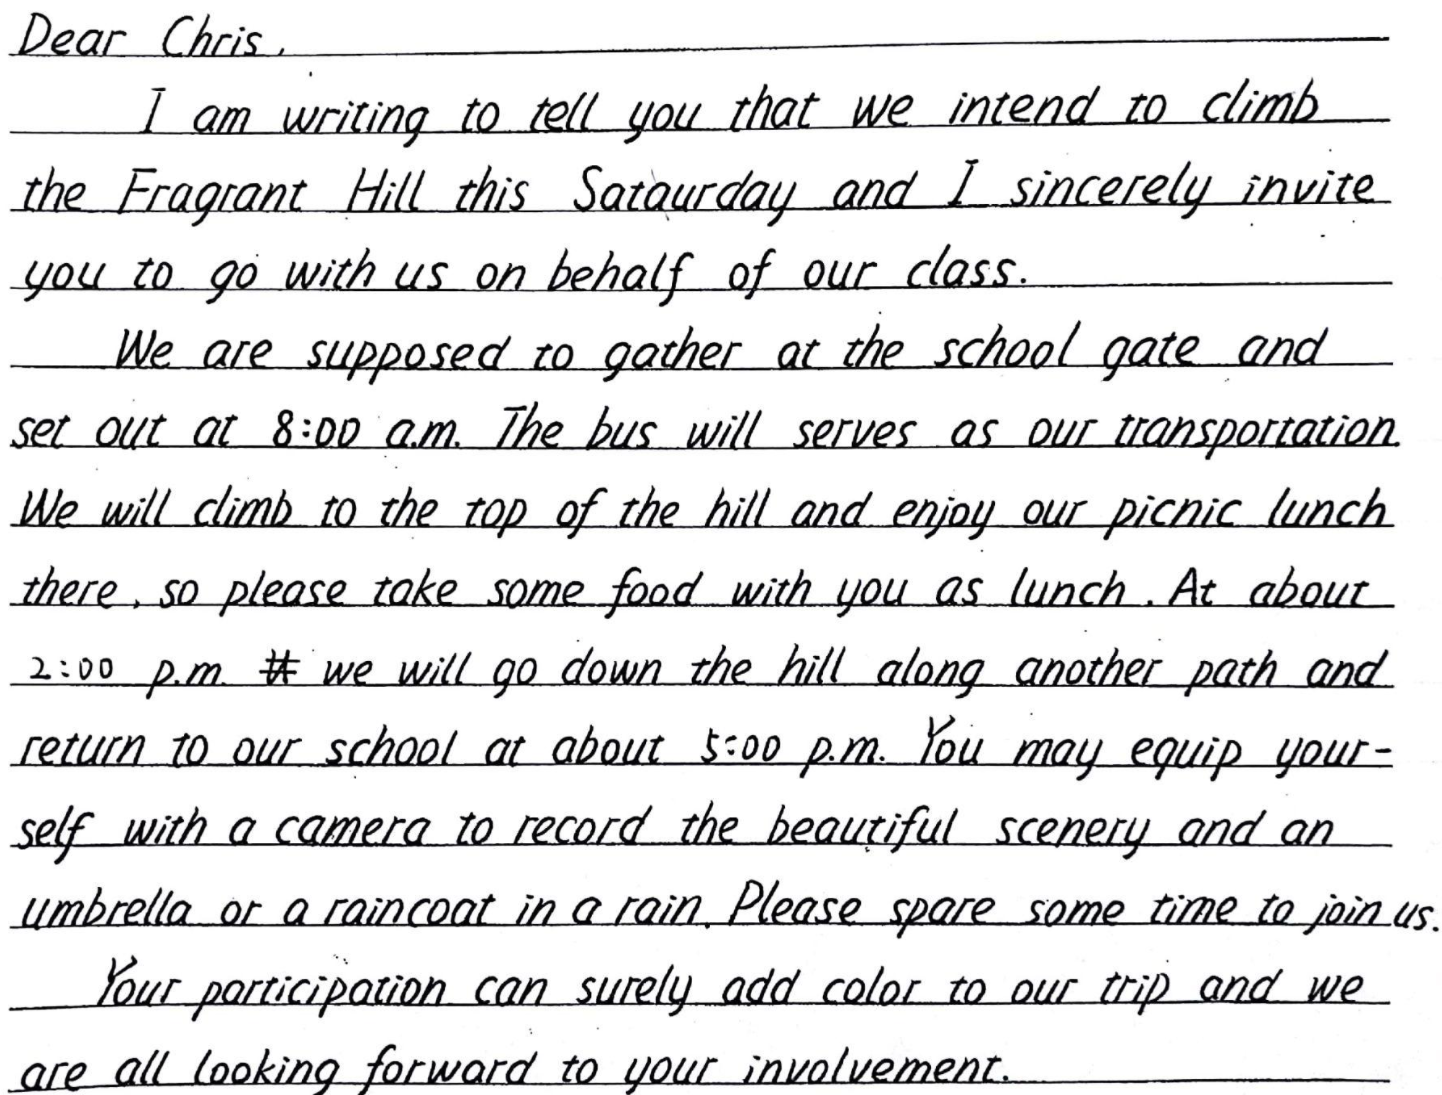 Dear Chris,
I am writing to tell you that we intend to climb
the Fragrant Hill this Sataurday and I sincerely invite
you to go with us on behalf of our class.
We are supposed to gather at the school gate and
set out at 8:00 a.m. The bus will serves as our transportation.
We will climb to the top of the hill and enjoy our picnic lunch
there, so please take some food with you as lunch. At about
2:00 p.m. we will go down the hill along another path and
return to our school at about 5:00 p.m. You may equip your-
self with a camera to record the beautiful scenery and an
umbrella or a raincoat in a rain. Please spare some time to join us.
Your participation can surely add color to our trip and we
are all looking forward to your involvement.